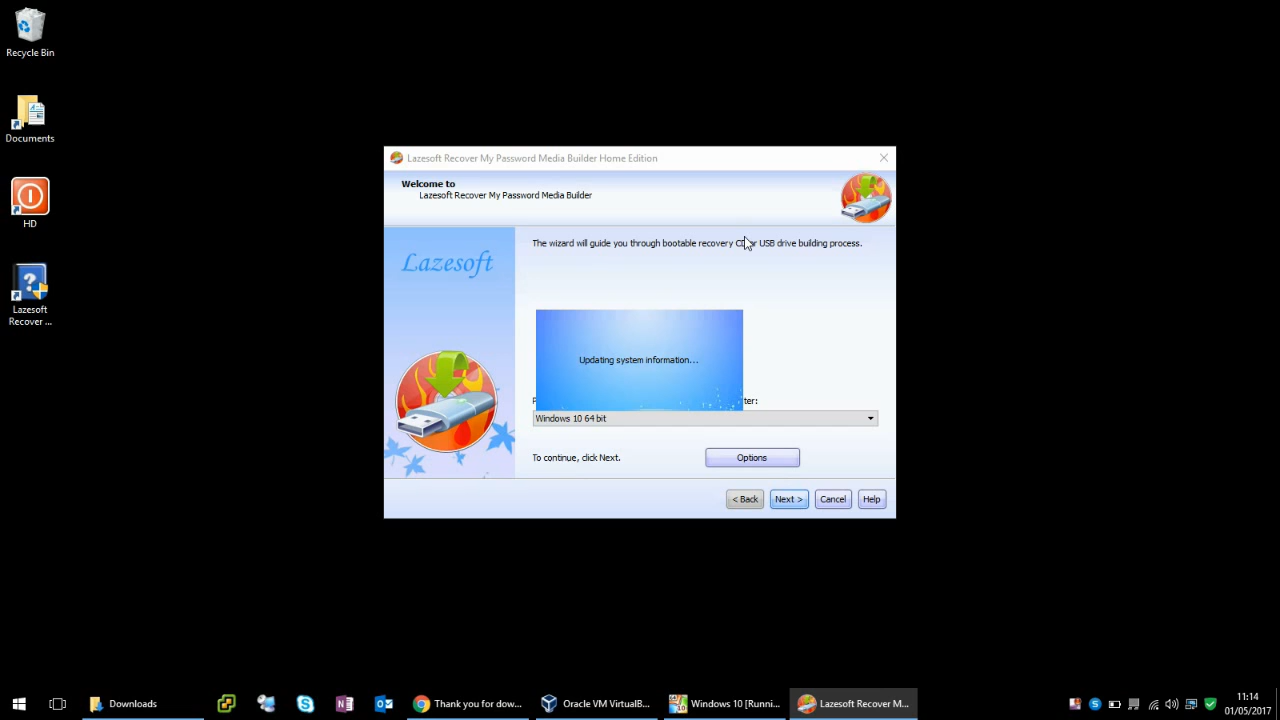 Recycle Bin
Documents
HD
Lazesoft
Recover ...
Lazesoft Recover My Password Media Builder Home Edition
Welcome to
Lazesoft Recover My Password Media Builder
The wizard will guide you through bootable recovery CD or USB drive building process.
Lazesoft
Updating system information...
ter:
Windows 10 64 bit
To continue, click Next.
Options
< Back
Next >
Cancel
Help
Downloads
Thank you for dow...
Oracle VM VirtualB...
Windows 10 [Runni...
Lazesoft Recover M...
11:14
01/05/2017